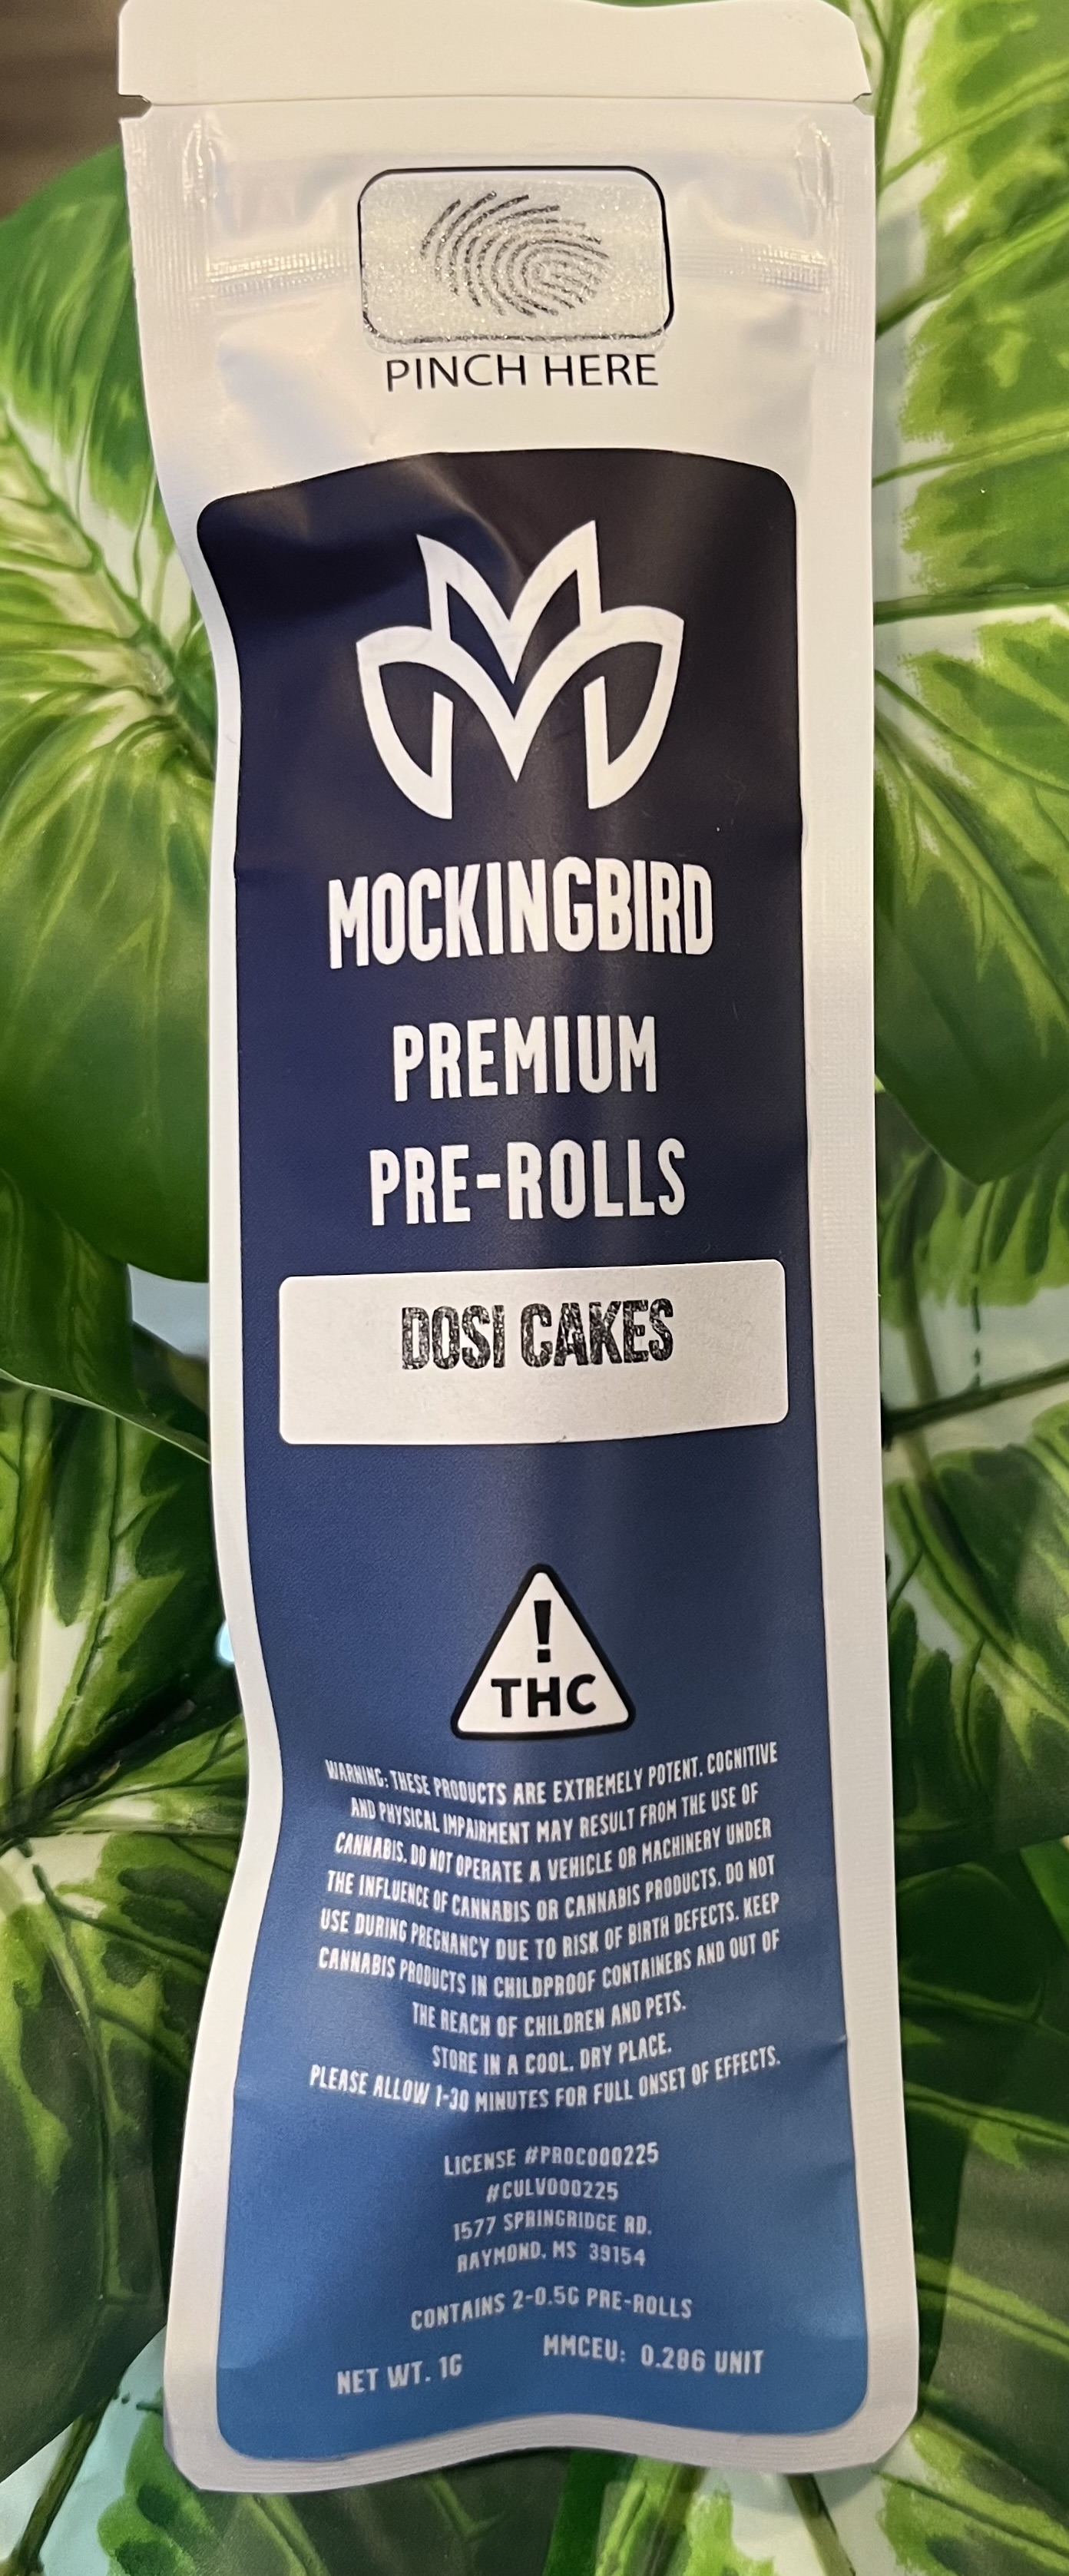 PINCH HERE
MOCKINGBIRD
PREMIUM
PRE-ROLLS
DOSI CAKES
!
THC
WARNING: THESE PRODUCTS ARE EXTREMELY POTENT. COGNITIVE
AND PHYSICAL IMPAIRMENT MAY RESULT FROM THE USE OF
CANNABIS. DO NOT OPERATE A VEHICLE OR MACHINERY UNDER
THE INFLUENCE OF CANNABIS OR CANNABIS PRODUCTS. DO NOT
USE DURING PREGNANCY DUE TO RISK OF BIRTH DEFECTS. KEEP
CANNABIS PRODUCTS IN CHILDPROOF CONTAINERS AND OUT OF
THE REACH OF CHILDREN AND PETS.
STORE IN A COOL, DRY PLACE.
PLEASE ALLOW 1-30 MINUTES FOR FULL ONSET OF EFFECTS.
LICENSE #PROC000225
#CULV000225
1577 SPRINGRIDGE RD.
RAYMOND, MS 39154
CONTAINS 2-0.5G PRE-ROLLS
NET WT. 1G MMCEU: 0.286 UNIT